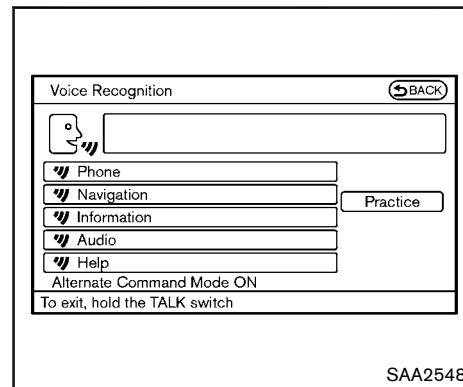 Voice Recognition
BACK
Phone
Navigation
Practice
Information
Audio
Help
Alternate Command Mode ON
To exit, hold the TALK switch
SAA2548